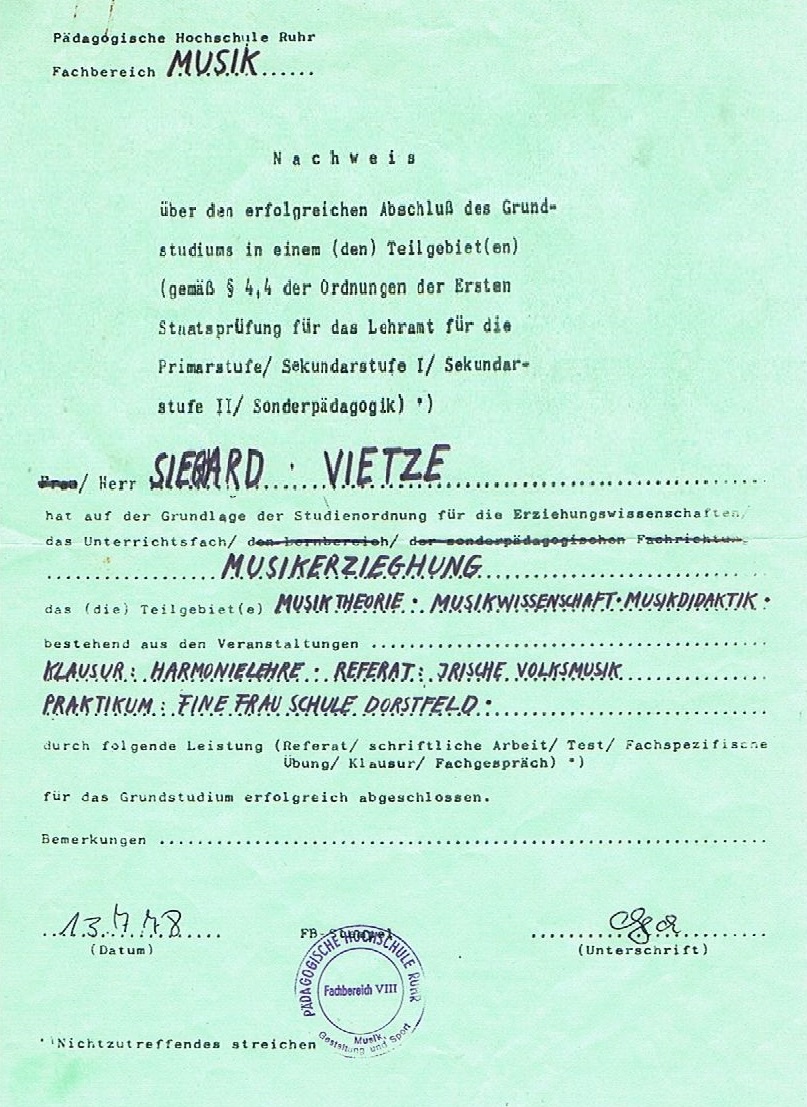 Pädagogische Hochschule Ruhr
Fachbereich MUSIK......
Nachweis
über den erfolgreichen Abschluß des Grund-
studiums in einem (den) Teilgebiet(en)
(gemäß § 4,4 der Ordnungen der Ersten
Staatsprüfung für das Lehramt für die
Primarstufe/ Sekundarstufe I/ Sekundar-
stufe II/ Sonderpädagogik) *)
Frau/ Herr SIEGHARD · VIETZE
hat auf der Grundlage der Studienordnung für die Erziehungswissenschaften/
das Unterrichtsfach/ den Lernbereich/ der sonderpädagogischen Fachrichtung
MUSIKERZIEGHUNG
das (die) Teilgebiet(e) MUSIKTHEORIE · MUSIKWISSENSCHAFT · MUSIKDIDAKTIK ·
bestehend aus den Veranstaltungen
KLAUSUR: HARMONIELEHRE · REFERAT: IRISCHE VOLKSMUSIK
PRAKTIKUM: FINE FRAU SCHULE DORSTFELD ·
durch folgende Leistung (Referat/ schriftliche Arbeit/ Test/ Fachspezifische
Übung/ Klausur/ Fachgespräch) *)
für das Grundstudium erfolgreich abgeschlossen.
Bemerkungen
13.7.78
(Datum)
FB-Stempel
(Unterschrift)
PÄDAGOGISCHE HOCHSCHULE RUHR
Fachbereich VIII
Musik,
Gestaltung und Sport
*)Nichtzutreffendes streichen